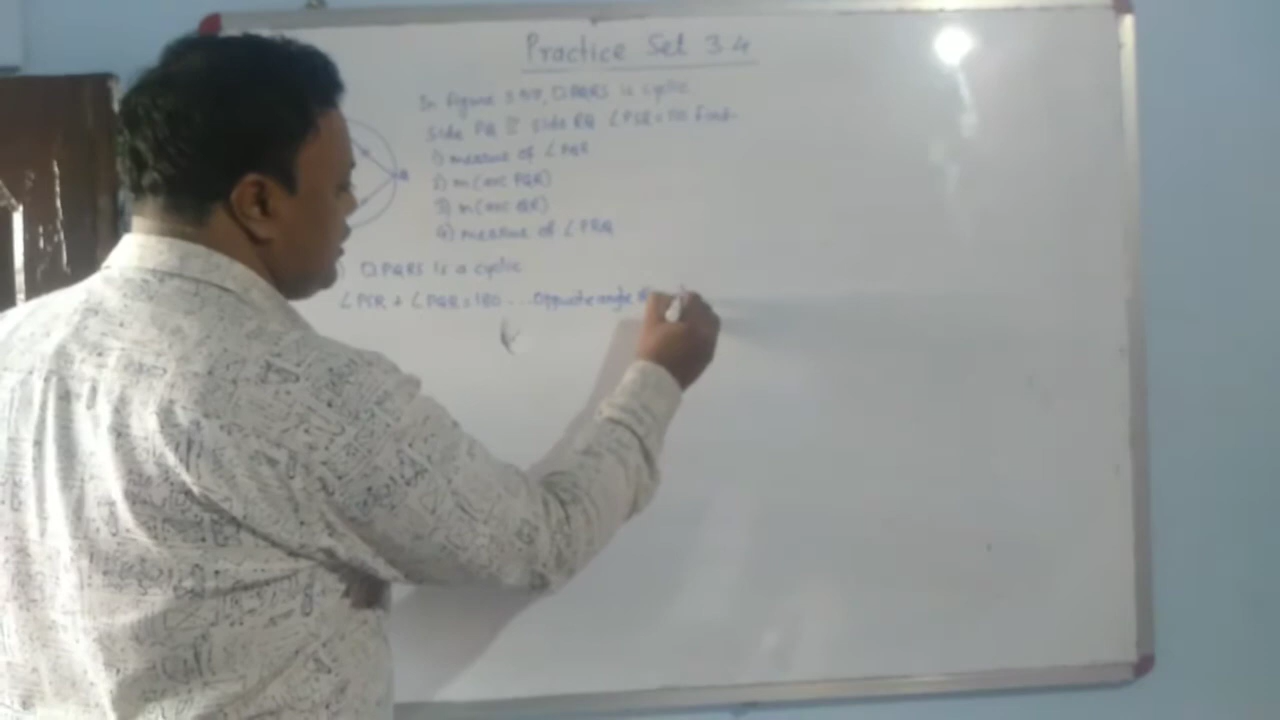 Practice Set 3.4
In figure 3.57, □PQRS is cyclic.
Side PQ ≅ side RQ ∠PSR = 110 find-
1) measure of ∠PQR
2) m(arc PQR)
3) m(arc QR)
4) measure of ∠PRQ
Q
) □PQRS is a cyclic
∠PSR + ∠PQR = 180 ... Opposite angle